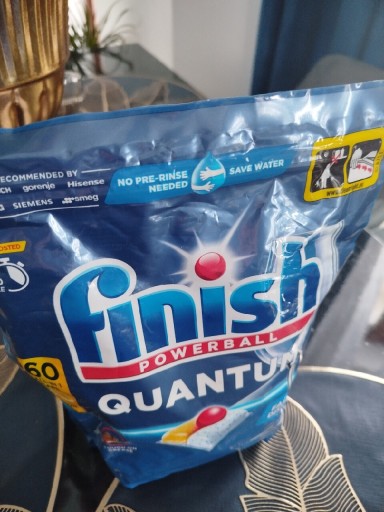 RECOMMENDED BY
gorenje Hisense
SIEMENS smeg
NO PRE-RINSE
NEEDED
SAVE WATER
finish
POWERBALL
QUANTUM
60